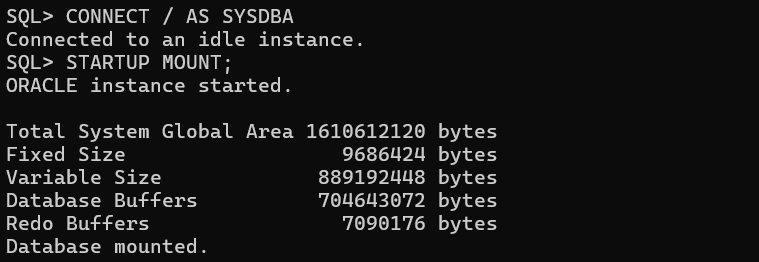 SQL> CONNECT / AS SYSDBA
Connected to an idle instance.
SQL> STARTUP MOUNT;
ORACLE instance started.

Total System Global Area 1610612120 bytes
Fixed Size                  9686424 bytes
Variable Size             889192448 bytes
Database Buffers          704643072 bytes
Redo Buffers                7090176 bytes
Database mounted.